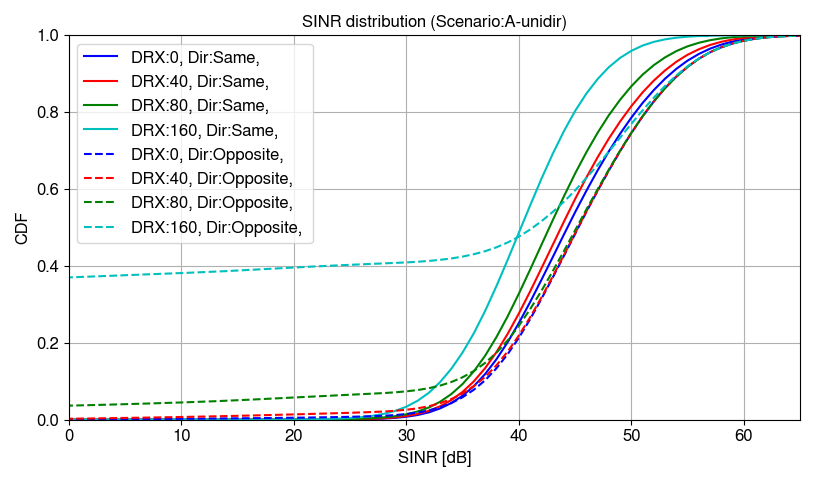 SINR distribution (Scenario:A-unidir)
1.0
0.8
0.6
0.4
0.2
0.0
CDF
DRX:0, Dir:Same,
DRX:40, Dir:Same,
DRX:80, Dir:Same,
DRX:160, Dir:Same,
DRX:0, Dir:Opposite,
DRX:40, Dir:Opposite,
DRX:80, Dir:Opposite,
DRX:160, Dir:Opposite,
0 10 20 30 40 50 60
SINR [dB]